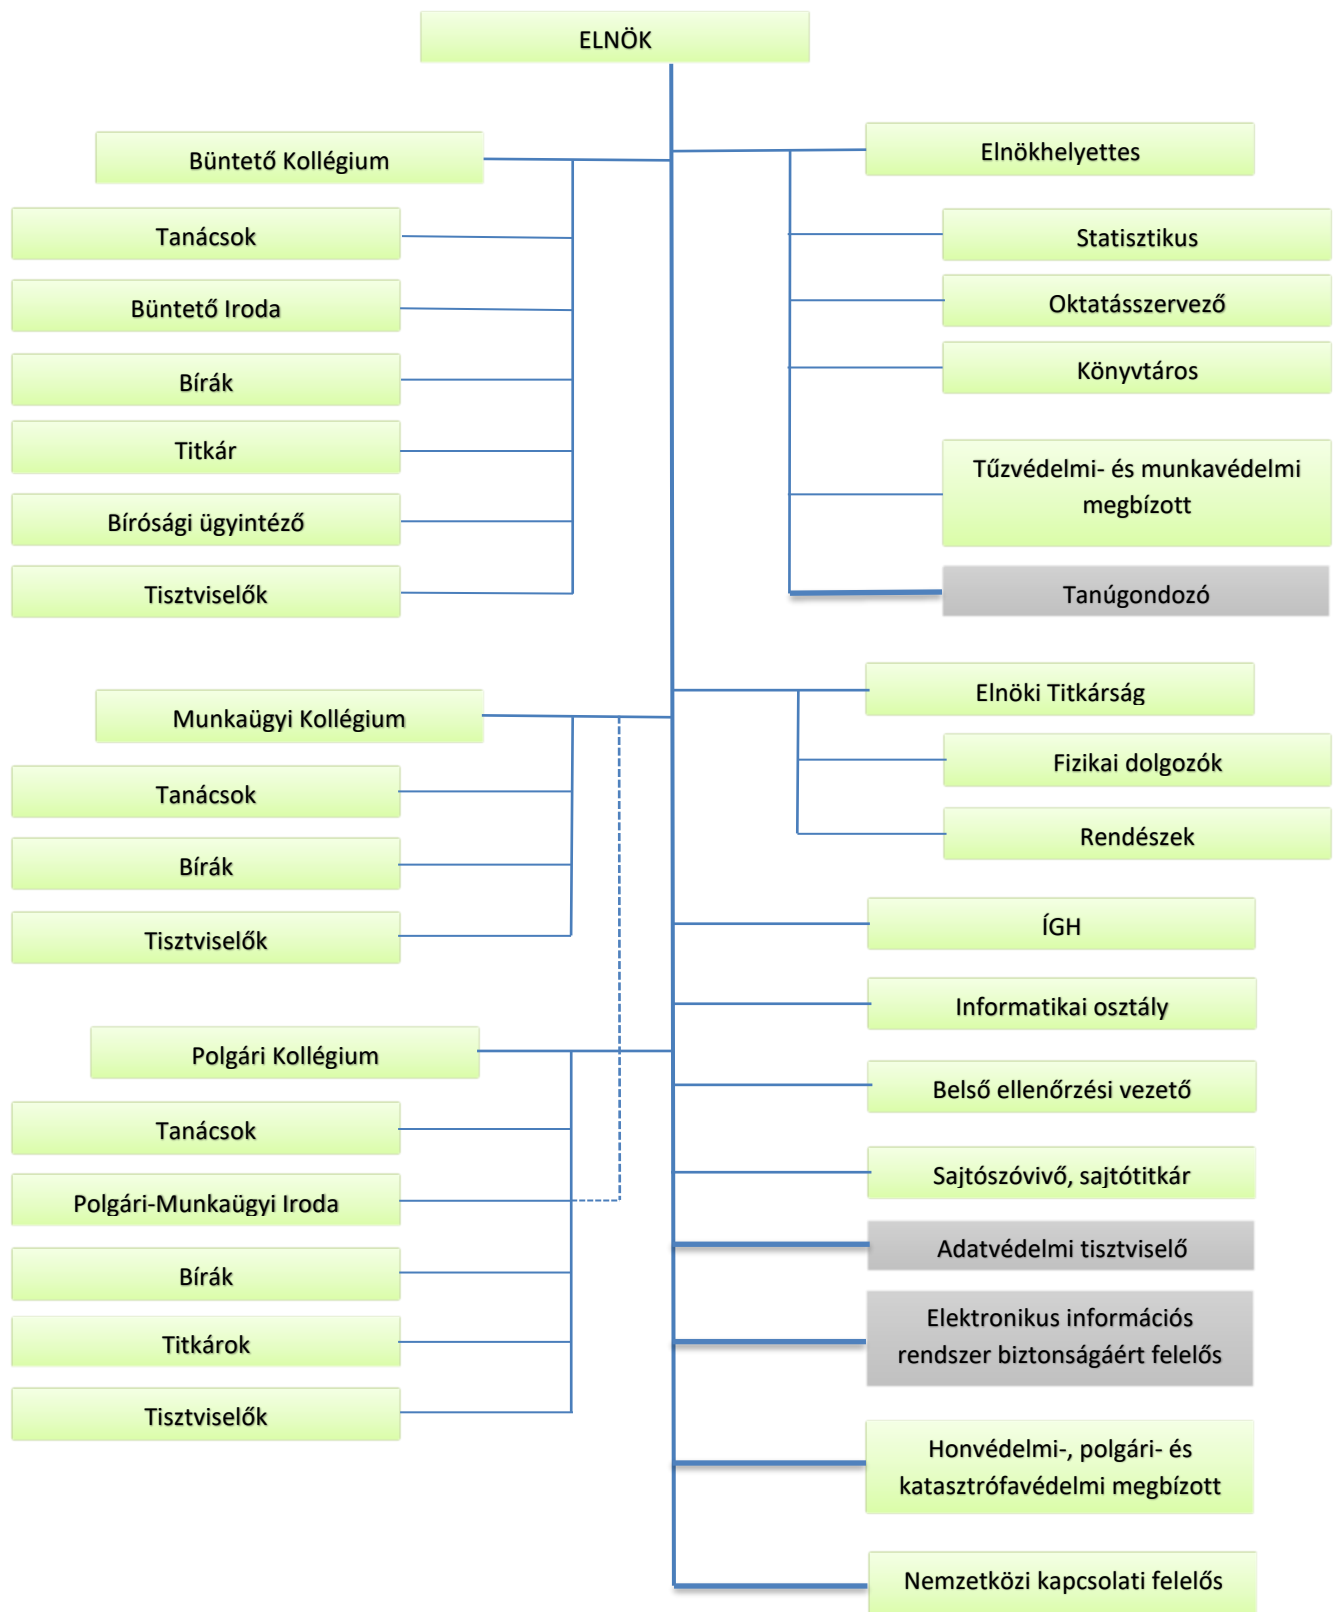 ELNÖK
Büntető Kollégium
Tanácsok
Büntető Iroda
Bírák
Titkár
Bírósági ügyintéző
Tisztviselők
Munkaügyi Kollégium
Tanácsok
Bírák
Tisztviselők
Polgári Kollégium
Tanácsok
Polgári-Munkaügyi Iroda
Bírák
Titkárok
Tisztviselők
Elnökhelyettes
Statisztikus
Oktatásszervező
Könyvtáros
Tűzvédelmi- és munkavédelmi
megbízott
Tanúgondozó
Elnöki Titkárság
Fizikai dolgozók
Rendészek
ÍGH
Informatikai osztály
Belső ellenőrzési vezető
Sajtószóvivő, sajtótitkár
Adatvédelmi tisztviselő
Elektronikus információs
rendszer biztonságáért felelős
Honvédelmi-, polgári- és
katasztrófavédelmi megbízott
Nemzetközi kapcsolati felelős